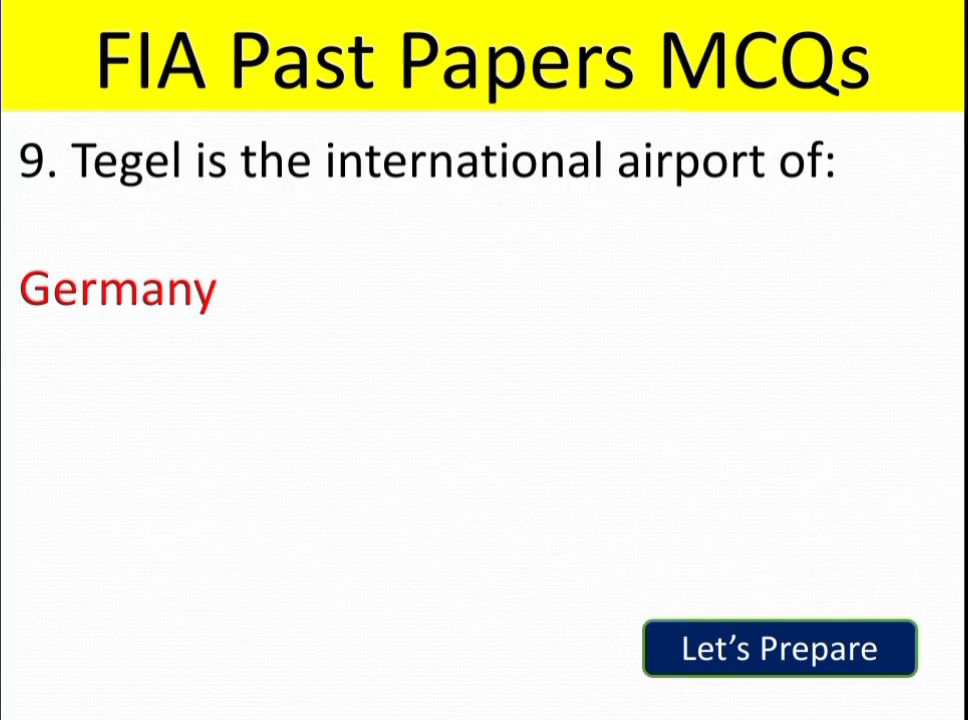 FIA Past Papers MCQs
9. Tegel is the international airport of:
Germany
Let’s Prepare